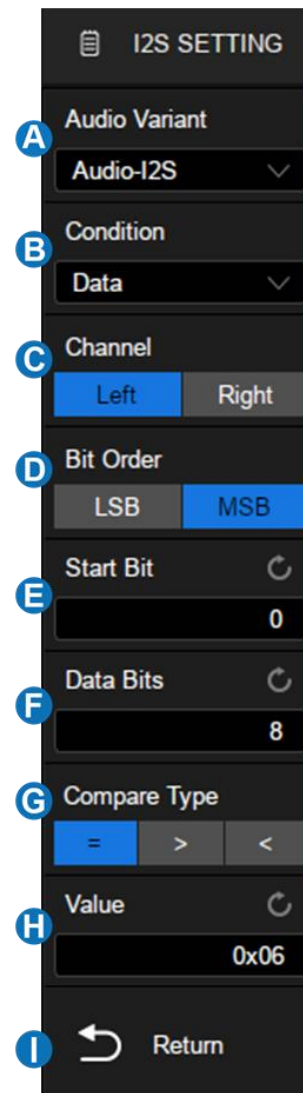 I2S SETTING
A
Audio Variant
Audio-I2S
B
Condition
Data
C
Channel
Left Right
D
Bit Order
LSB MSB
E
Start Bit
0
F
Data Bits
8
G
Compare Type
= > <
H
Value
0x06
I
Return